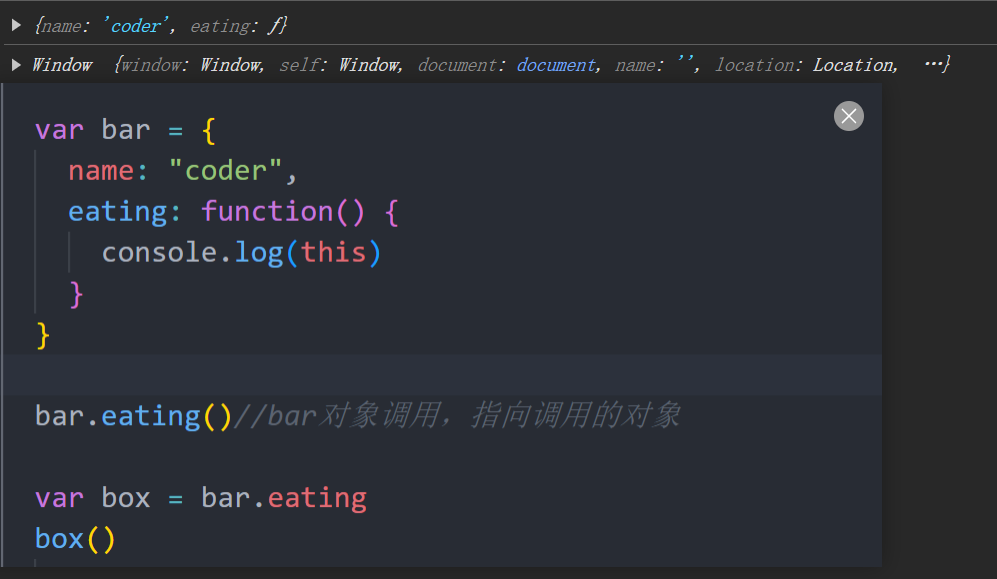 {name: 'coder', eating: ƒ}
Window {window: Window, self: Window, document: document, name: '', location: Location, …}
var bar = {
  name: "coder",
  eating: function() {
    console.log(this)
  }
}
bar.eating()//bar对象调用，指向调用的对象
var box = bar.eating
box()